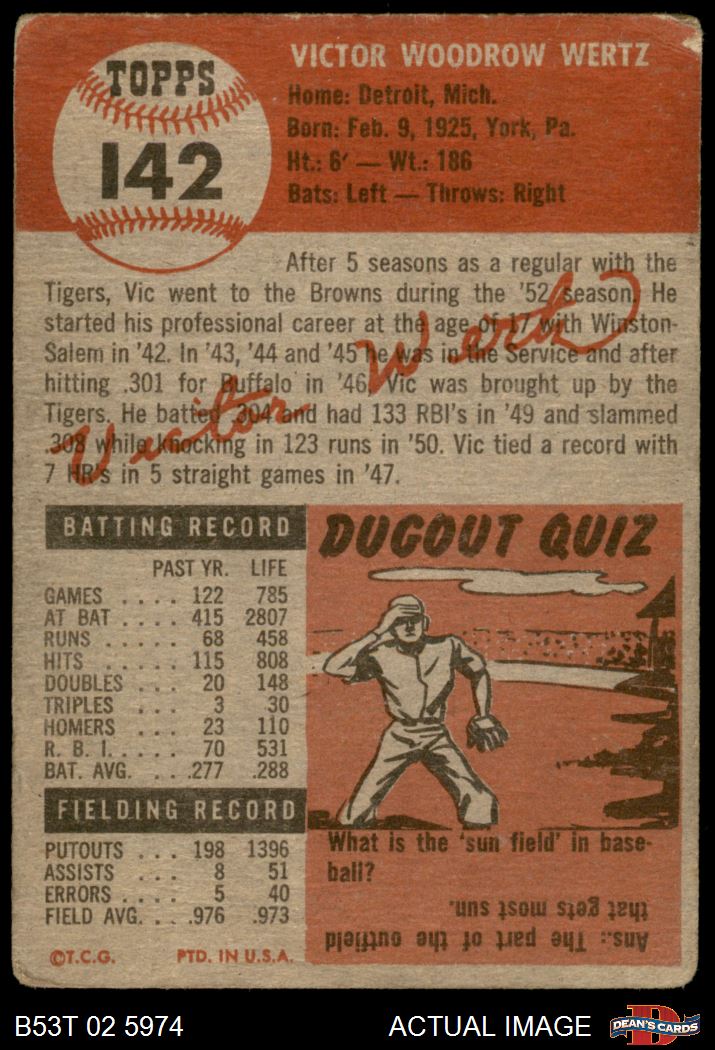 TOPPS
142
VICTOR WOODROW WERTZ
Home: Detroit, Mich.
Born: Feb. 9, 1925, York, Pa.
Ht.: 6' — Wt.: 186
Bats: Left — Throws: Right
After 5 seasons as a regular with the
Tigers, Vic went to the Browns during the '52 season. He
started his professional career at the age of 17 with Winston-
Salem in '42. In '43, '44 and '45 he was in the Service and after
hitting .301 for Buffalo in '46, Vic was brought up by the
Tigers. He batted .304 and had 133 RBI's in '49 and slammed
.308 while knocking in 123 runs in '50. Vic tied a record with
7 HR's in 5 straight games in '47.
Victor Wertz
BATTING RECORD
PAST YR. LIFE
GAMES .... 122 785
AT BAT .... 415 2807
RUNS ..... 68 458
HITS ..... 115 808
DOUBLES ... 20 148
TRIPLES ... 3 30
HOMERS ... 23 110
R. B. I. .... 70 531
BAT. AVG. ... .277 .288
FIELDING RECORD
PUTOUTS ... 198 1396
ASSISTS ... 8 51
ERRORS .... 5 40
FIELD AVG. .. .976 .973
©T.C.G. PTD. IN U.S.A.
DUGOUT QUIZ
What is the 'sun field' in base-
ball?
Ans.: The part of the outfield
that gets most sun.
B53T 02 5974
ACTUAL IMAGE
D
DEAN'S CARDS